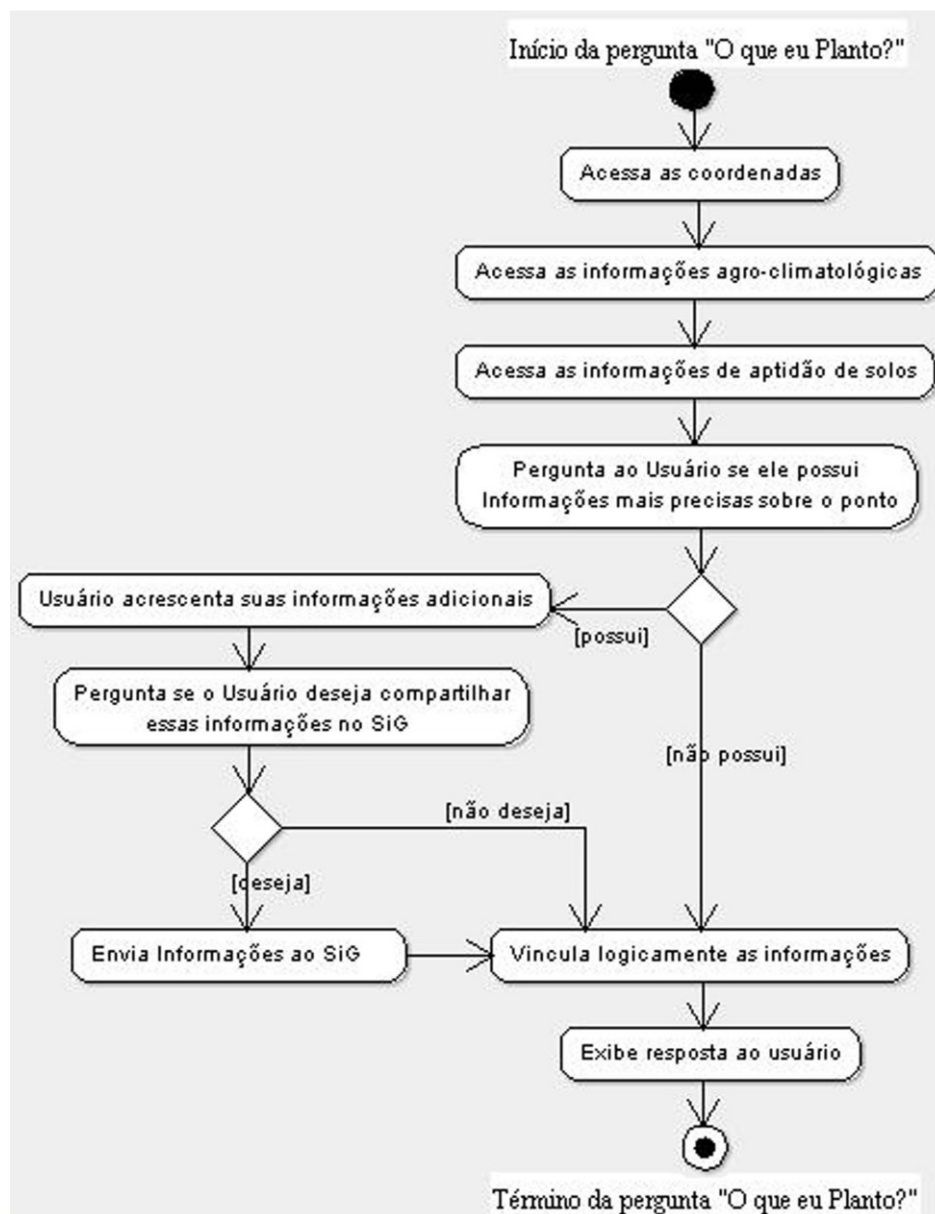 Início da pergunta "O que eu Planto?"
Acessa as coordenadas
Acessa as informações agro-climatológicas
Acessa as informações de aptidão de solos
Pergunta ao Usuário se ele possui
Informações mais precisas sobre o ponto
Usuário acrescenta suas informações adicionais
[possui]
Pergunta se o Usuário deseja compartilhar
essas informações no SiG
[não possui]
[não deseja]
[deseja]
Envia Informações ao SiG
Vincula logicamente as informações
Exibe resposta ao usuário
Término da pergunta "O que eu Planto?"